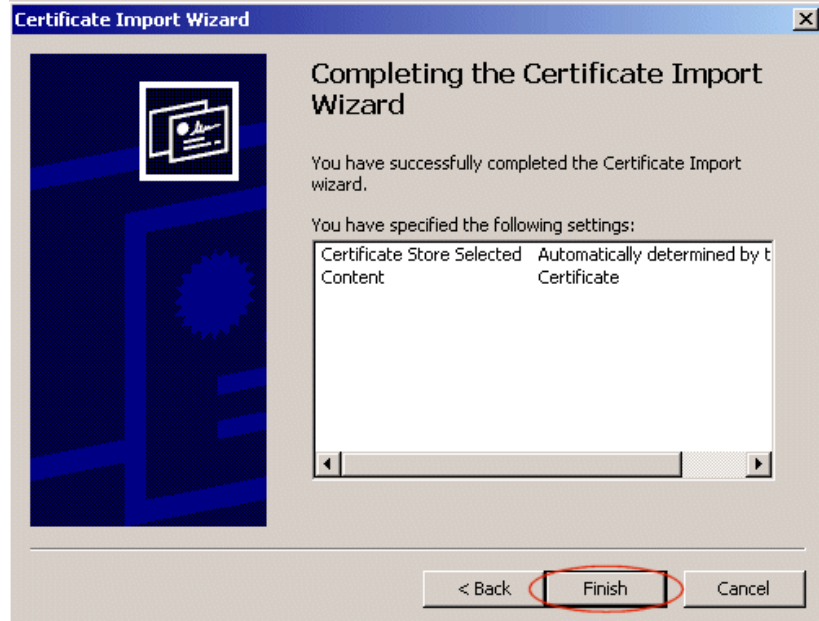 Certificate Import Wizard
Completing the Certificate Import
Wizard
You have successfully completed the Certificate Import
wizard.
You have specified the following settings:
Certificate Store Selected Automatically determined by t
Content Certificate
< Back Finish Cancel